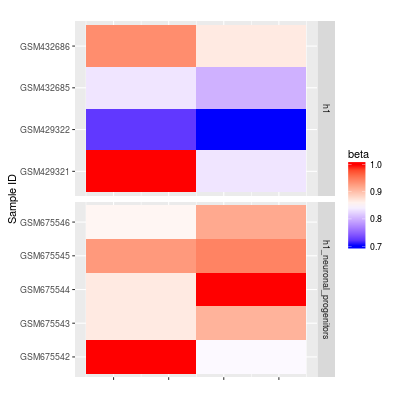 GSM432686
GSM432685
GSM429322
GSM429321
h1
GSM675546
GSM675545
GSM675544
GSM675543
GSM675542
h1_neuronal_progenitors
Sample ID
beta
1.0
0.9
0.8
0.7